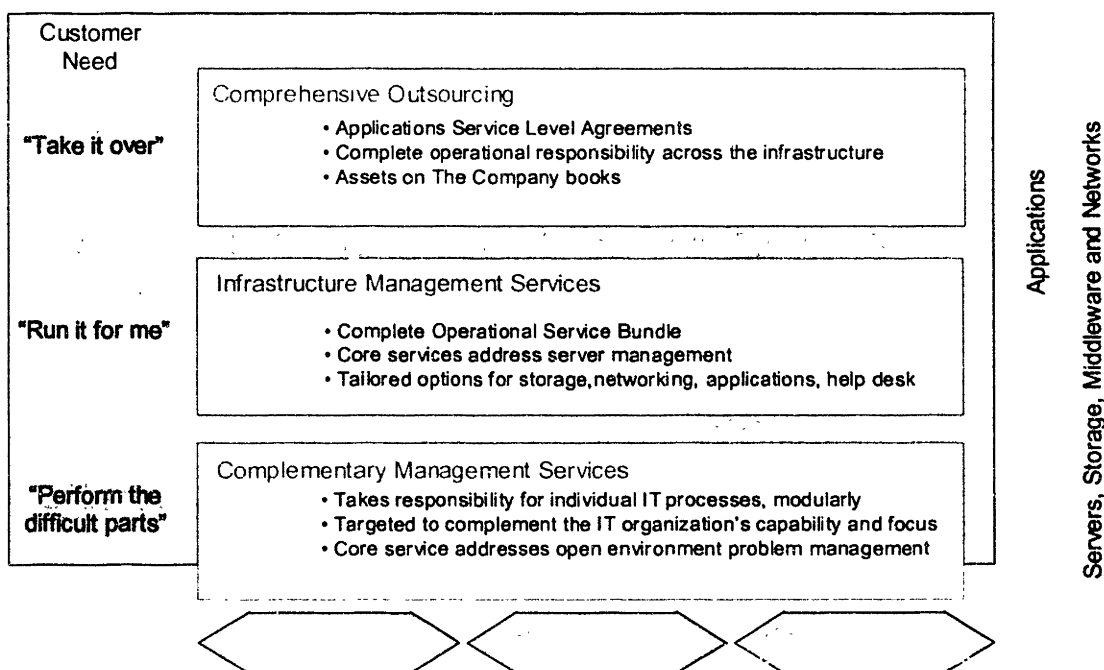 Customer
Need
Comprehensive Outsourcing
"Take it over"
• Applications Service Level Agreements
• Complete operational responsibility across the infrastructure
• Assets on The Company books
Infrastructure Management Services
"Run it for me"
• Complete Operational Service Bundle
• Core services address server management
• Tailored options for storage,networking, applications, help desk
Complementary Management Services
"Perform the
difficult parts"
• Takes responsibility for individual IT processes, modularly
• Targeted to complement the IT organization's capability and focus
• Core service addresses open environment problem management
Applications
Servers, Storage, Middleware and Networks